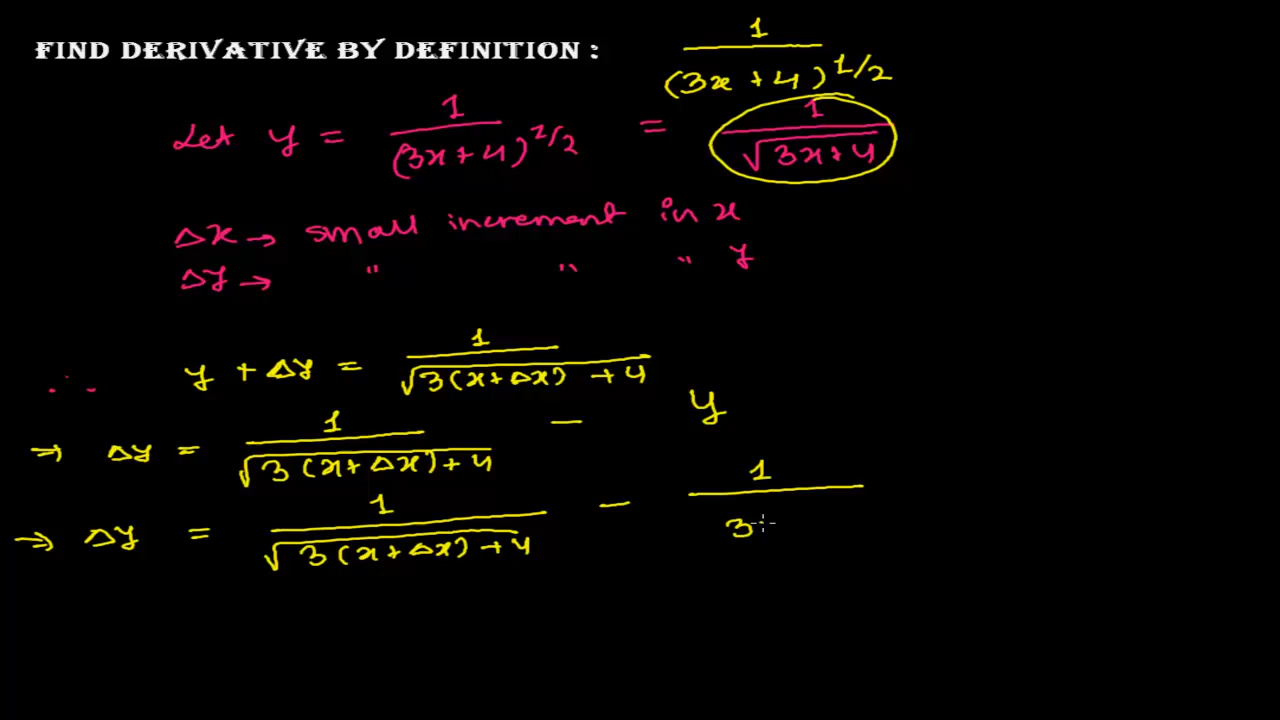 FIND DERIVATIVE BY DEFINITION : 1/(3x+4)^1/2
Let y = 1/(3x+4)^2/2 = 1/√3x+4
Δx → small increment in x
Δy → " " " y
∴ y + Δy = 1/√3(x+Δx) +4
⇒ Δy = 1/√3(x+Δx)+4 - y
⇒ Δy = 1/√3(x+Δx)+4 - 1/3